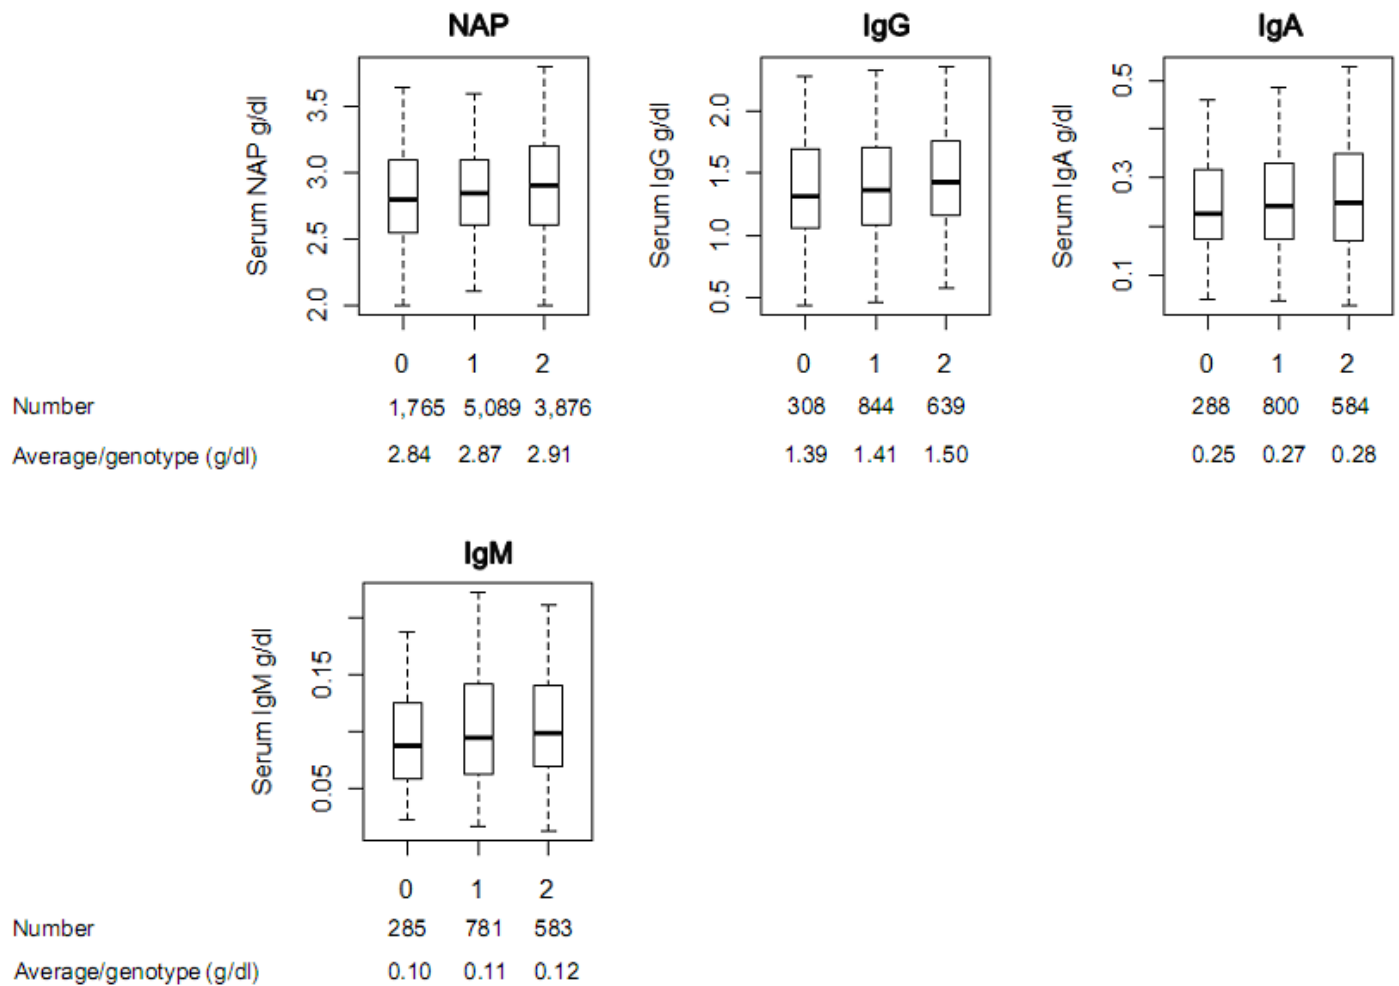 NAP
IgG
IgA
Serum NAP g/dl
3.5
3.0
2.5
2.0
0 1 2
Serum IgG g/dl
2.0
1.5
1.0
0.5
0 1 2
Serum IgA g/dl
0.5
0.3
0.1
0 1 2
Number 1,765 5,089 3,876 308 844 639 288 800 584
Average/genotype (g/dl) 2.84 2.87 2.91 1.39 1.41 1.50 0.25 0.27 0.28
IgM
Serum IgM g/dl
0.15
0.05
0 1 2
Number 285 781 583
Average/genotype (g/dl) 0.10 0.11 0.12